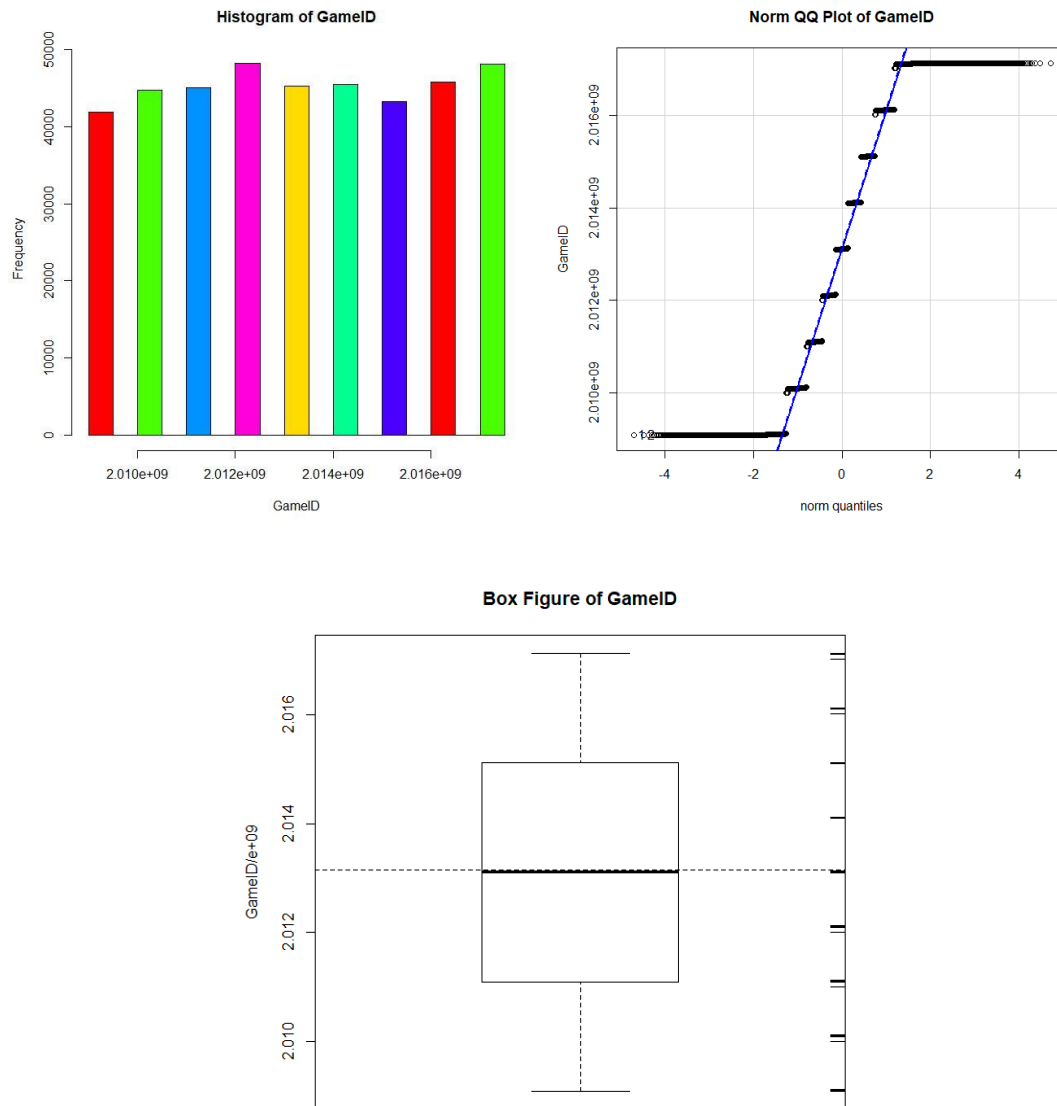 Histogram of GameID
Frequency
0
10000
20000
30000
40000
50000
2.010e+09 2.012e+09 2.014e+09 2.016e+09
GameID
Norm QQ Plot of GameID
GameID
2.010e+09
2.012e+09
2.014e+09
2.016e+09
1 2
-4 -2 0 2 4
norm quantiles
Box Figure of GameID
GameID/e+09
2.016
2.014
2.012
2.010